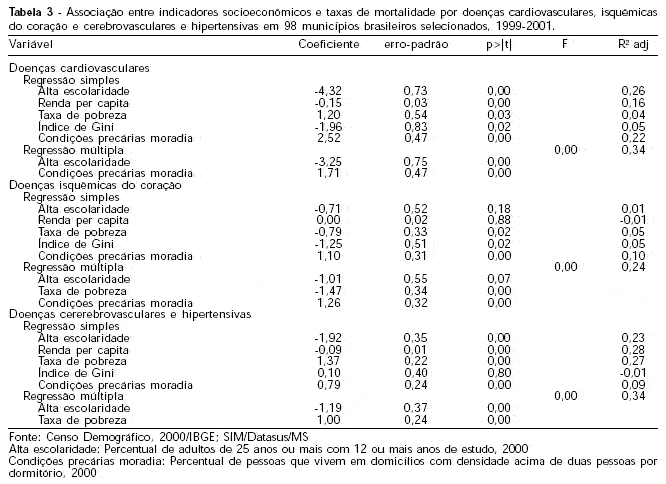 Tabela 3 - Associação entre indicadores socioeconômicos e taxas de mortalidade por doenças cardiovasculares, isquêmicas
do coração e cerebrovasculares e hipertensivas em 98 municípios brasileiros selecionados, 1999-2001.
Variável Coeficiente erro-padrão p>|t| F R² adj
Doenças cardiovasculares
Regressão simples
Alta escolaridade -4,32 0,73 0,00 0,26
Renda per capita -0,15 0,03 0,00 0,16
Taxa de pobreza 1,20 0,54 0,03 0,04
Índice de Gini -1,96 0,83 0,02 0,05
Condições precárias moradia 2,52 0,47 0,00 0,22
Regressão múltipla 0,00 0,34
Alta escolaridade -3,25 0,75 0,00
Condições precárias moradia 1,71 0,47 0,00
Doenças isquêmicas do coração
Regressão simples
Alta escolaridade -0,71 0,52 0,18 0,01
Renda per capita 0,00 0,02 0,88 -0,01
Taxa de pobreza -0,79 0,33 0,02 0,05
Índice de Gini -1,25 0,51 0,02 0,05
Condições precárias moradia 1,10 0,31 0,00 0,10
Regressão múltipla 0,00 0,24
Alta escolaridade -1,01 0,55 0,07
Taxa de pobreza -1,47 0,34 0,00
Condições precárias moradia 1,26 0,32 0,00
Doenças cererebrovasculares e hipertensivas
Regressão simples
Alta escolaridade -1,92 0,35 0,00 0,23
Renda per capita -0,09 0,01 0,00 0,28
Taxa de pobreza 1,37 0,22 0,00 0,27
Índice de Gini 0,10 0,40 0,80 -0,01
Condições precárias moradia 0,79 0,24 0,00 0,09
Regressão múltipla 0,00 0,34
Alta escolaridade -1,19 0,37 0,00
Taxa de pobreza 1,00 0,24 0,00
Fonte: Censo Demográfico, 2000/IBGE; SIM/Datasus/MS
Alta escolaridade: Percentual de adultos de 25 anos ou mais com 12 ou mais anos de estudo, 2000
Condições precárias moradia: Percentual de pessoas que vivem em domicílios com densidade acima de duas pessoas por
dormitório, 2000